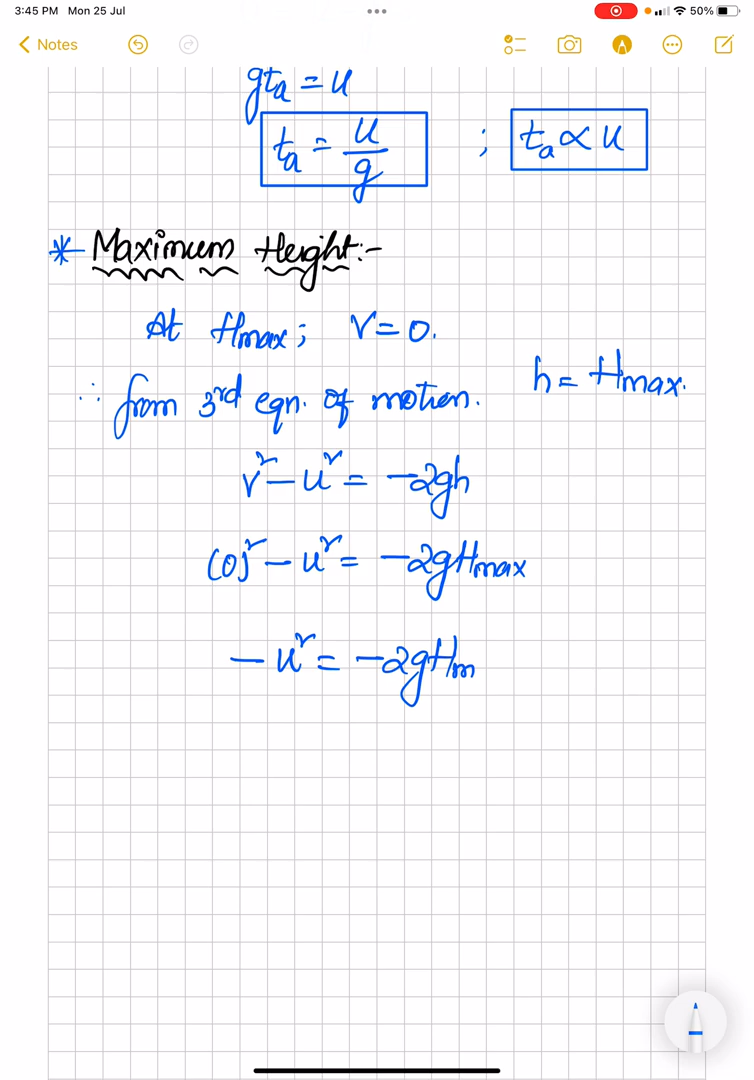 3:45 PM Mon 25 Jul 50%
Notes
gtₐ = u
tₐ = u/g ; tₐ ∝ u
* Maximum Height:-
At Hmax; V = 0.
h = Hmax.
∴ from 3rd eqn. of motion.
v² - u² = -2gh
(0)² - u² = -2gHmax
- u² = -2gHm